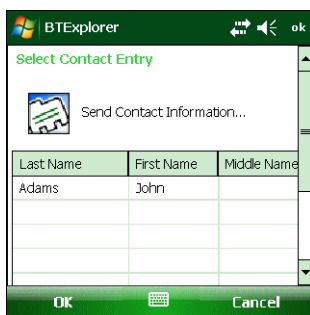 BTExplorer ok
Select Contact Entry
Send Contact Information...
Last Name First Name Middle Name
Adams John
OK Cancel